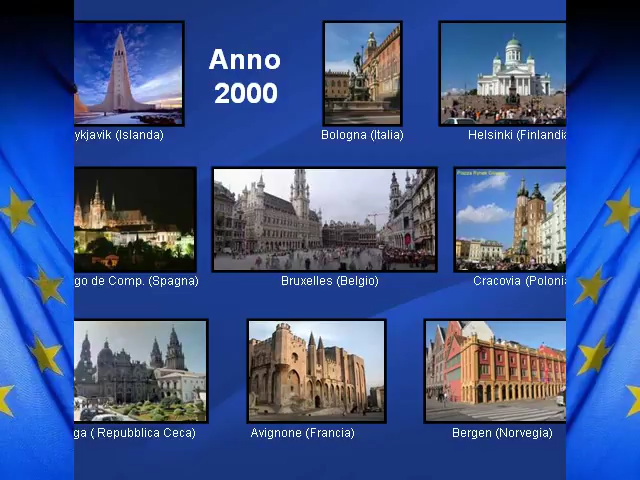 Anno
2000
ykjavik (Islanda)
Bologna (Italia)
Helsinki (Finlandia
go de Comp. (Spagna)
Bruxelles (Belgio)
Cracovia (Polonia
ga ( Repubblica Ceca)
Avignone (Francia)
Bergen (Norvegia)